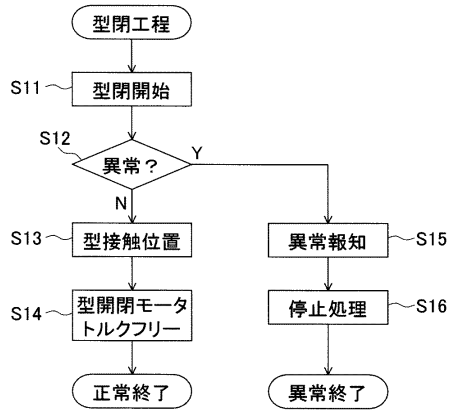 型閉工程
S11
型閉開始
S12
異常？
Y
N
S13
型接触位置
異常報知
S15
S14
型開閉モータ
トルクフリー
停止処理
S16
正常終了
異常終了